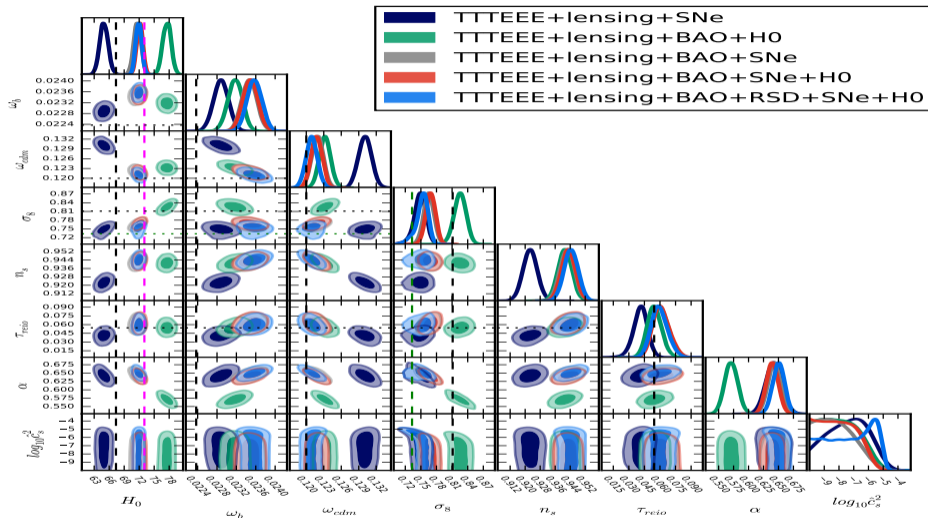 TTTEEE+lensing+SNe
TTTEEE+lensing+BAO+H0
TTTEEE+lensing+BAO+SNe
TTTEEE+lensing+BAO+SNe+H0
TTTEEE+lensing+BAO+RSD+SNe+H0
ω_b
0.0240
0.0236
0.0232
0.0228
0.0224
ω_cdm
0.132
0.129
0.126
0.123
0.120
σ_8
0.87
0.84
0.81
0.78
0.75
0.72
n_s
0.952
0.944
0.936
0.928
0.920
0.912
τ_reio
0.090
0.075
0.060
0.045
0.030
0.015
α
0.675
0.650
0.625
0.600
0.575
0.550
log_10 ĉ_s^2
−4
−5
−6
−7
−8
−9
63 66 69 72 75 78
0.0224 0.0228 0.0232 0.0236 0.0240
0.120 0.123 0.126 0.129 0.132
0.72 0.75 0.78 0.81 0.84 0.87
0.912 0.920 0.928 0.936 0.944 0.952
0.015 0.030 0.045 0.060 0.075 0.090
0.550 0.575 0.600 0.625 0.650 0.675
−9 −8 −7 −6 −5 −4
H_0 ω_b ω_cdm σ_8 n_s τ_reio α log_10 ĉ_s^2